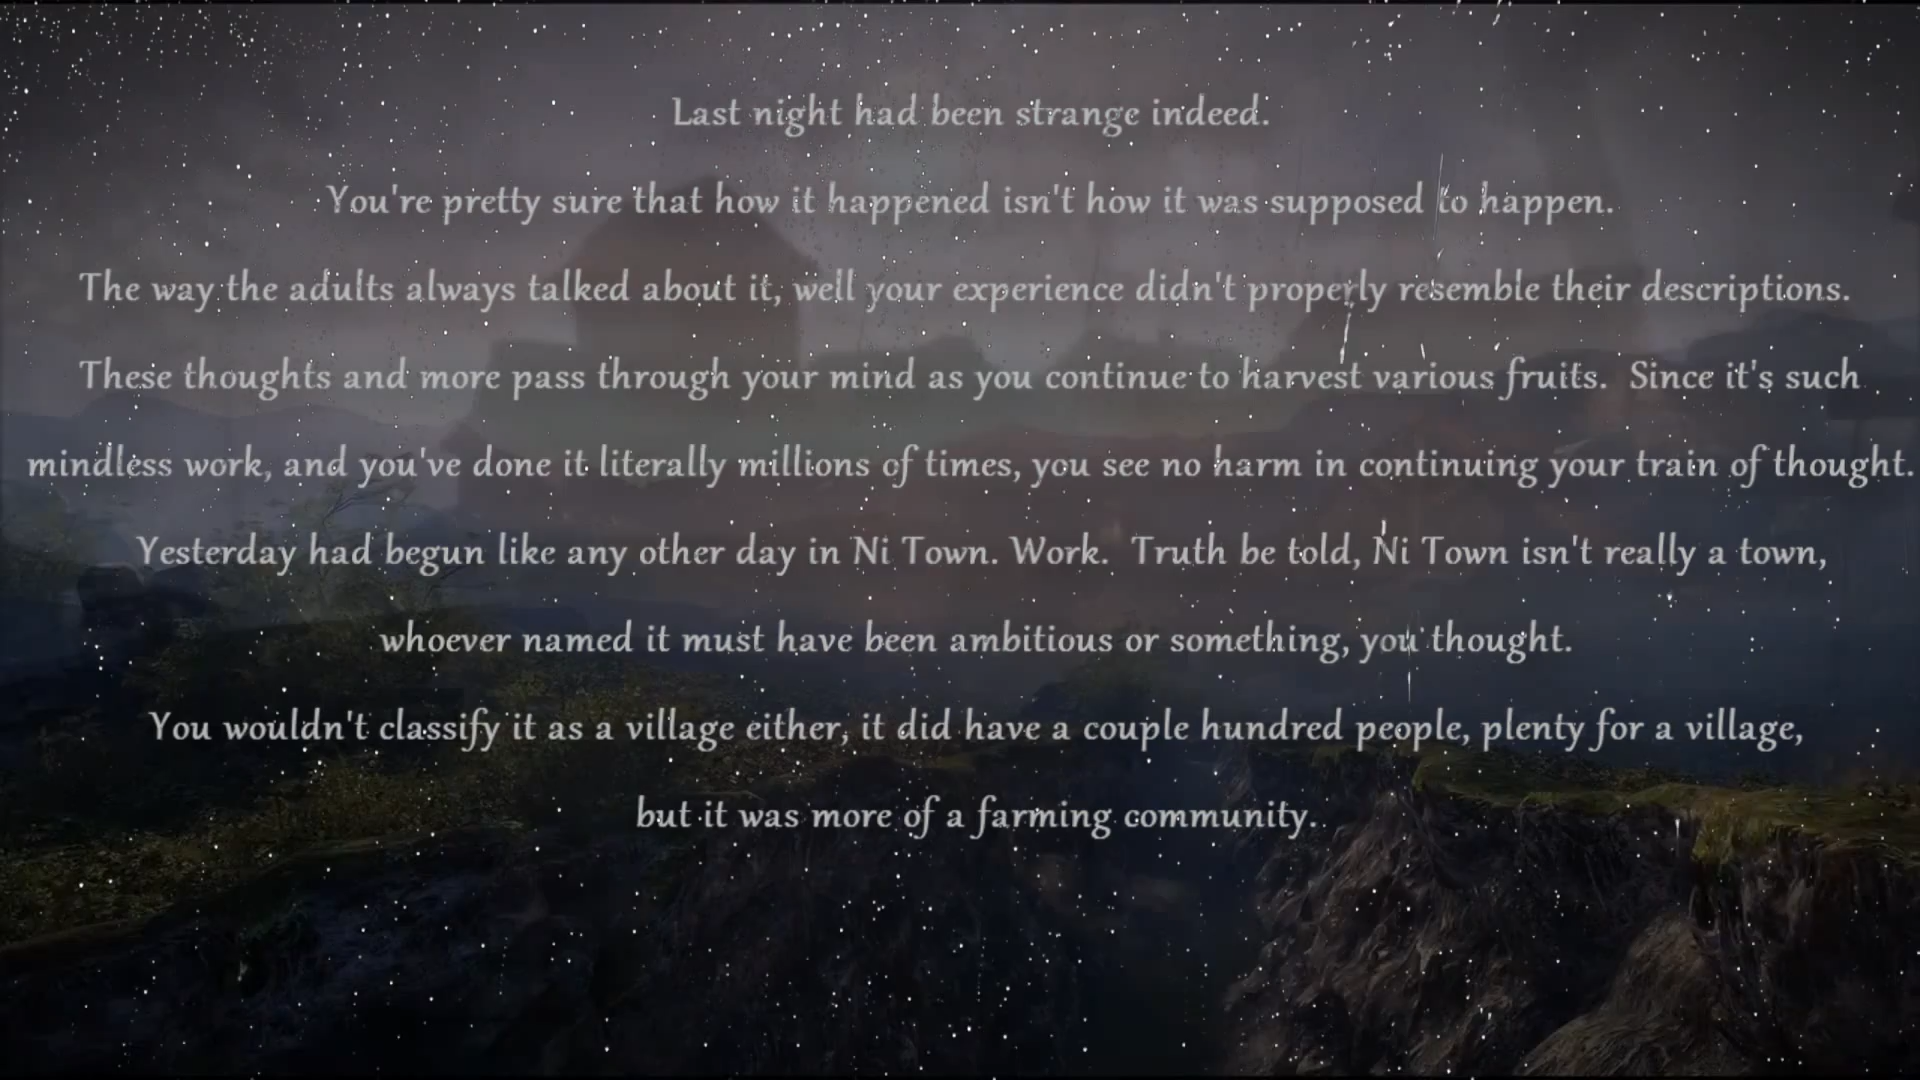 Last night had been strange indeed.
You're pretty sure that how it happened isn't how it was supposed to happen.
The way the adults always talked about it, well your experience didn't properly resemble their descriptions.
These thoughts and more pass through your mind as you continue to harvest various fruits.  Since it's such
mindless work, and you've done it literally millions of times, you see no harm in continuing your train of thought.
Yesterday had begun like any other day in Ni Town. Work.  Truth be told, Ni Town isn't really a town,
whoever named it must have been ambitious or something, you thought.
You wouldn't classify it as a village either, it did have a couple hundred people, plenty for a village,
but it was more of a farming community.